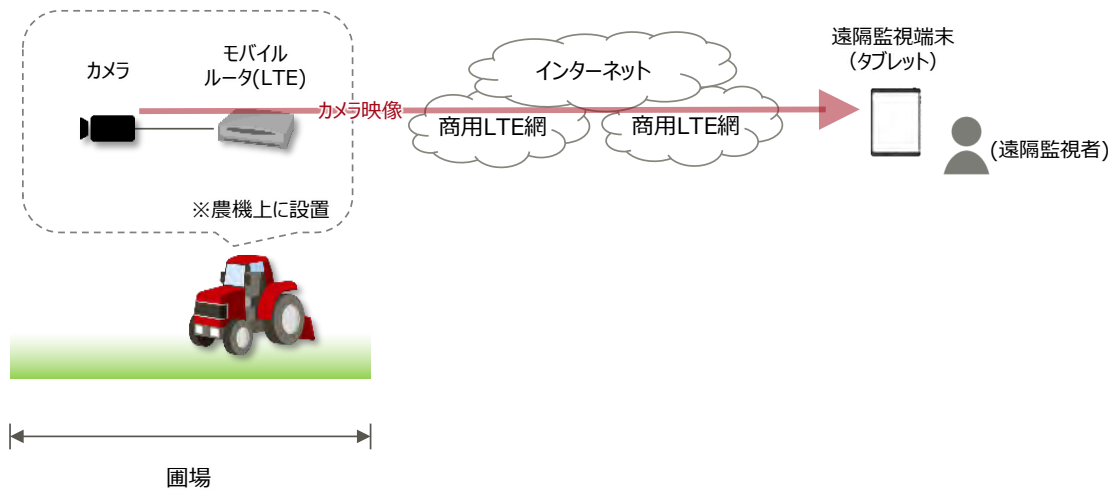 カメラ
モバイル
ルータ(LTE)
カメラ映像
インターネット
商用LTE網
商用LTE網
遠隔監視端末
(タブレット)
(遠隔監視者)
※農機上に設置
圃場